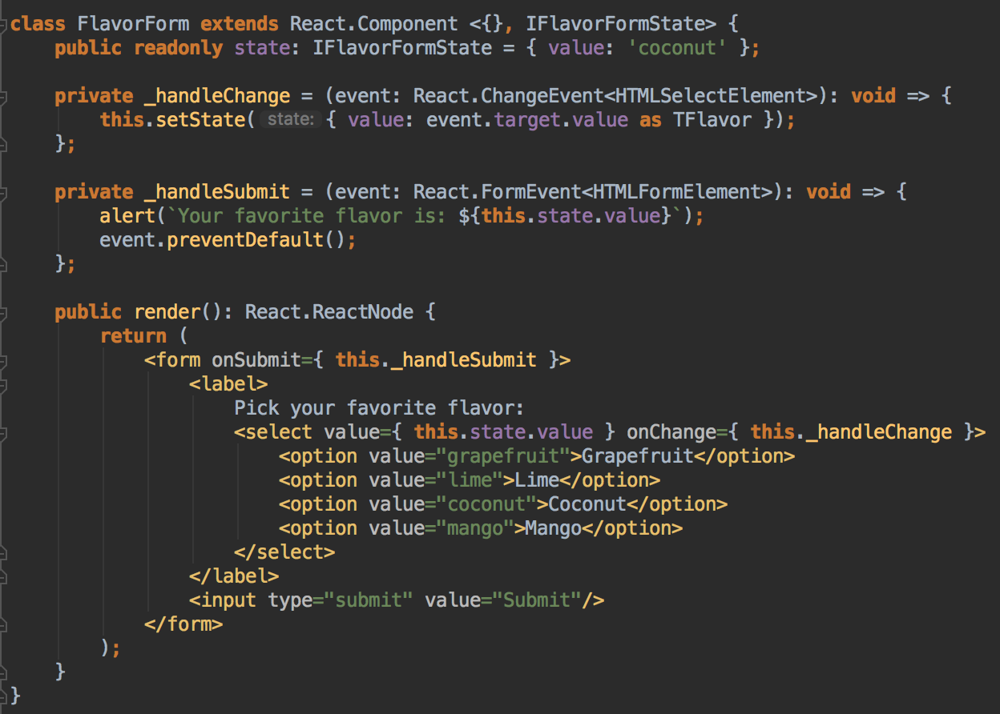 class FlavorForm extends React.Component <{}, IFlavorFormState> {
    public readonly state: IFlavorFormState = { value: 'coconut' };

    private _handleChange = (event: React.ChangeEvent<HTMLSelectElement>): void => {
        this.setState( state: { value: event.target.value as TFlavor });
    };

    private _handleSubmit = (event: React.FormEvent<HTMLFormElement>): void => {
        alert(`Your favorite flavor is: ${this.state.value}`);
        event.preventDefault();
    };

    public render(): React.ReactNode {
        return (
            <form onSubmit={ this._handleSubmit }>
                <label>
                    Pick your favorite flavor:
                    <select value={ this.state.value } onChange={ this._handleChange }>
                        <option value="grapefruit">Grapefruit</option>
                        <option value="lime">Lime</option>
                        <option value="coconut">Coconut</option>
                        <option value="mango">Mango</option>
                    </select>
                </label>
                <input type="submit" value="Submit"/>
            </form>
        );
    }
}